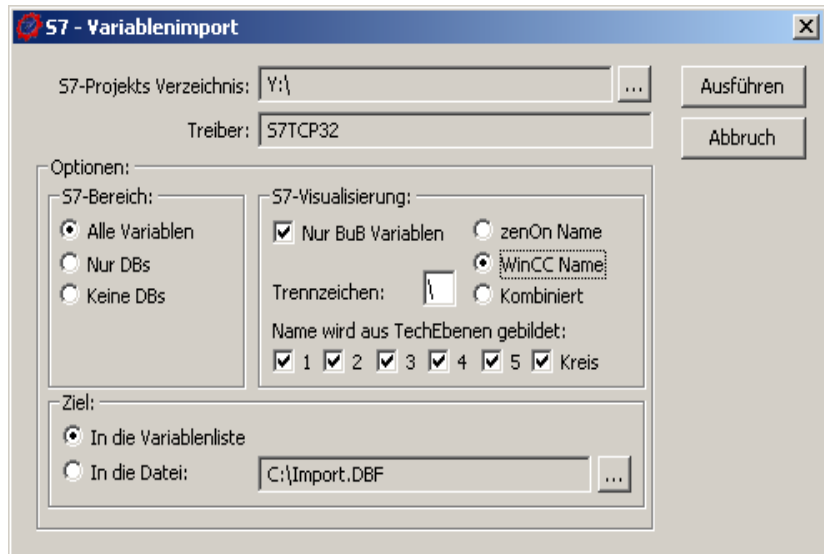 S7 - Variablenimport
S7-Projekts Verzeichnis: Y:\ ... Ausführen
Treiber: S7TCP32 Abbruch
Optionen:
S7-Bereich: S7-Visualisierung:
Alle Variablen Nur BuB Variablen zenOn Name
Nur DBs WinCC Name
Keine DBs Trennzeichen: \ Kombiniert
Name wird aus TechEbenen gebildet:
1 2 3 4 5 Kreis
Ziel:
In die Variablenliste
In die Datei: C:\Import.DBF ...